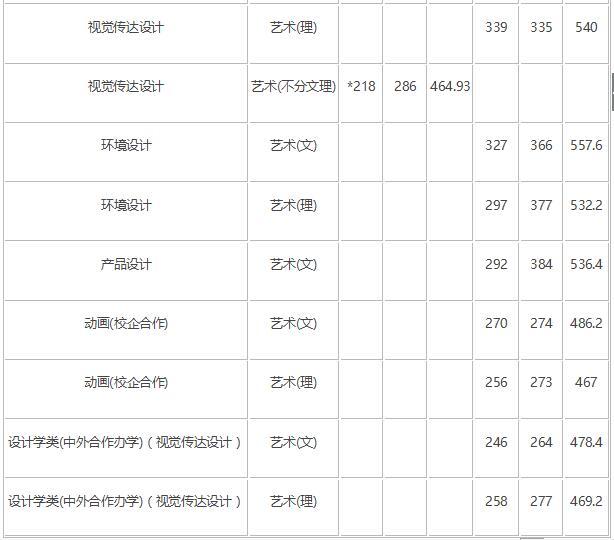 视觉传达设计 艺术(理) 339 335 540
视觉传达设计 艺术(不分文理) *218 286 464.93
环境设计 艺术(文) 327 366 557.6
环境设计 艺术(理) 297 377 532.2
产品设计 艺术(文) 292 384 536.4
动画(校企合作) 艺术(文) 270 274 486.2
动画(校企合作) 艺术(理) 256 273 467
设计学类(中外合作办学)（视觉传达设计） 艺术(文) 246 264 478.4
设计学类(中外合作办学)（视觉传达设计） 艺术(理) 258 277 469.2